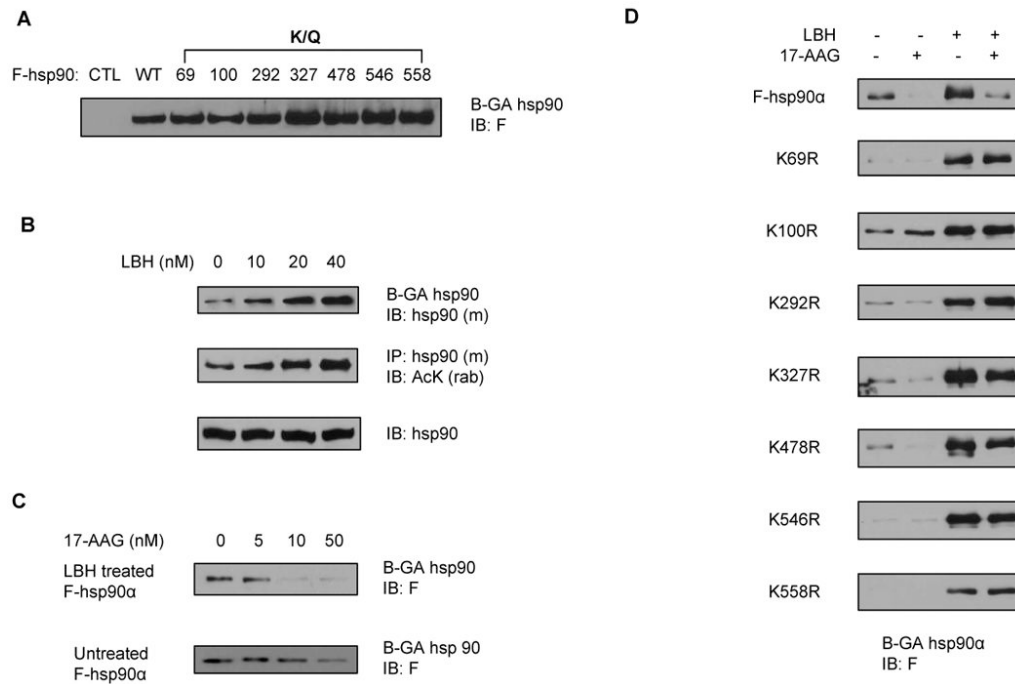 A
K/Q
F-hsp90: CTL WT 69 100 292 327 478 546 558
B-GA hsp90
IB: F
B
LBH (nM) 0 10 20 40
B-GA hsp90
IB: hsp90 (m)
IP: hsp90 (m)
IB: AcK (rab)
IB: hsp90
C
17-AAG (nM) 0 5 10 50
LBH treated
F-hsp90α
B-GA hsp90
IB: F
Untreated
F-hsp90α
B-GA hsp 90
IB: F
D
LBH - - + +
17-AAG - + - +
F-hsp90α
K69R
K100R
K292R
K327R
K478R
K546R
K558R
B-GA hsp90α
IB: F